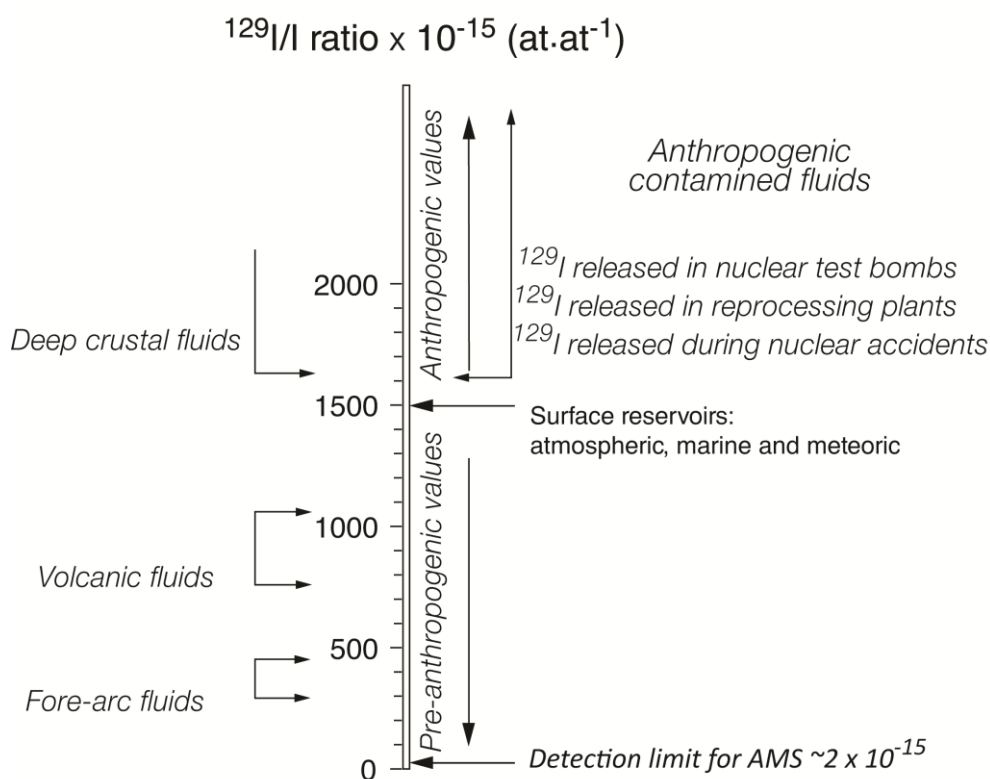 ¹²⁹I/I ratio x 10⁻¹⁵ (at.at⁻¹)
Anthropogenic values
Anthropogenic
contaminated fluids
¹²⁹I released in nuclear test bombs
¹²⁹I released in reprocessing plants
¹²⁹I released during nuclear accidents
2000
Deep crustal fluids
1500
Surface reservoirs:
atmospheric, marine and meteoric
Pre-anthropogenic values
1000
Volcanic fluids
500
Fore-arc fluids
0
Detection limit for AMS ~2 x 10⁻¹⁵